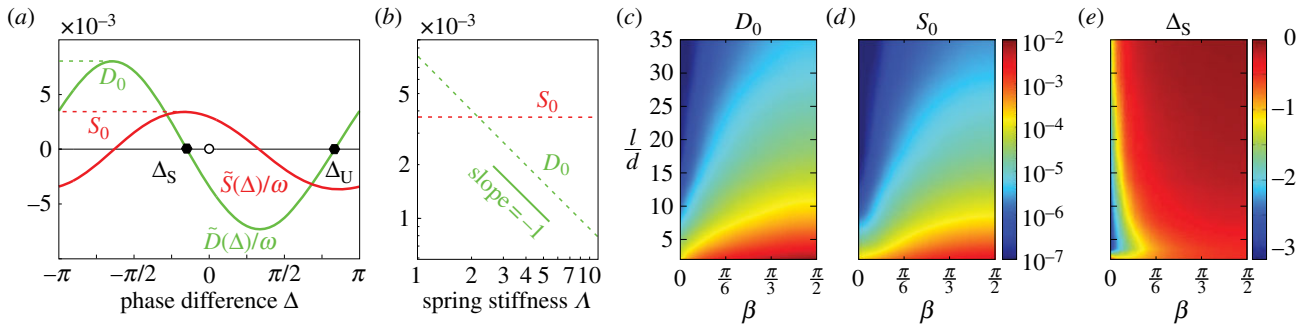 (a)
×10⁻³
5
0
−5
D₀
S₀
Δ_S
Δ_U
S̃(Δ)/ω
D̃(Δ)/ω
−π −π/2 0 π/2 π
phase difference Δ
(b)
×10⁻³
5
2
1
S₀
D₀
slope = −1
1 2 3 4 5 7 10
spring stiffness Λ
(c) D₀
l/d
35
30
25
20
15
10
5
0 π/6 π/3 π/2
β
(d) S₀
0 π/6 π/3 π/2
β
10⁻²
10⁻³
10⁻⁴
10⁻⁵
10⁻⁶
10⁻⁷
(e) Δ_S
0 π/6 π/3 π/2
β
0
−1
−2
−3